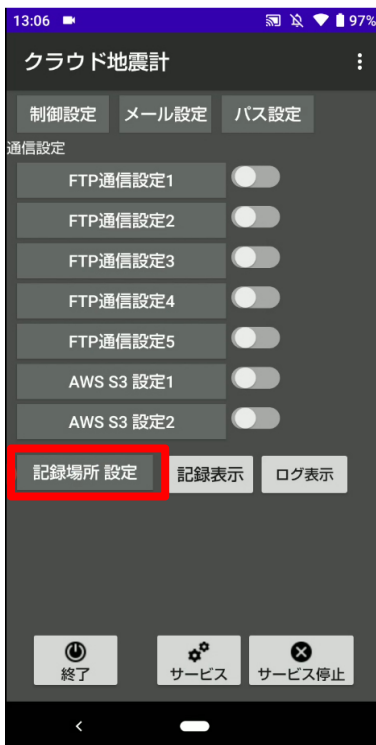 13:06 97%
クラウド地震計
制御設定 メール設定 パス設定
通信設定
FTP通信設定1
FTP通信設定2
FTP通信設定3
FTP通信設定4
FTP通信設定5
AWS S3 設定1
AWS S3 設定2
記録場所 設定 記録表示 ログ表示
終了 サービス サービス停止